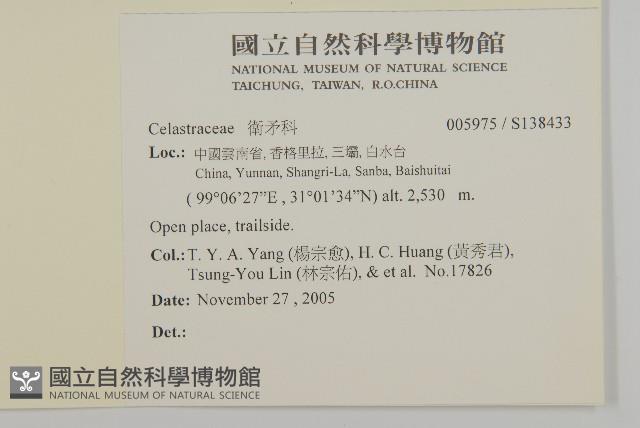 國立自然科學博物館
NATIONAL MUSEUM OF NATURAL SCIENCE
TAICHUNG, TAIWAN, R.O.CHINA
Celastraceae 衛矛科 005975 / S138433
Loc.: 中國雲南省, 香格里拉, 三壩, 白水台
China, Yunnan, Shangri-La, Sanba, Baishuitai
( 99°06'27"E , 31°01'34"N) alt. 2,530 m.
Open place, trailside.
Col.: T. Y. A. Yang (楊宗愈), H. C. Huang (黃秀君),
Tsung-You Lin (林宗佑), & et al. No.17826
Date: November 27 , 2005
Det.:
國立自然科學博物館
NATIONAL MUSEUM OF NATURAL SCIENCE